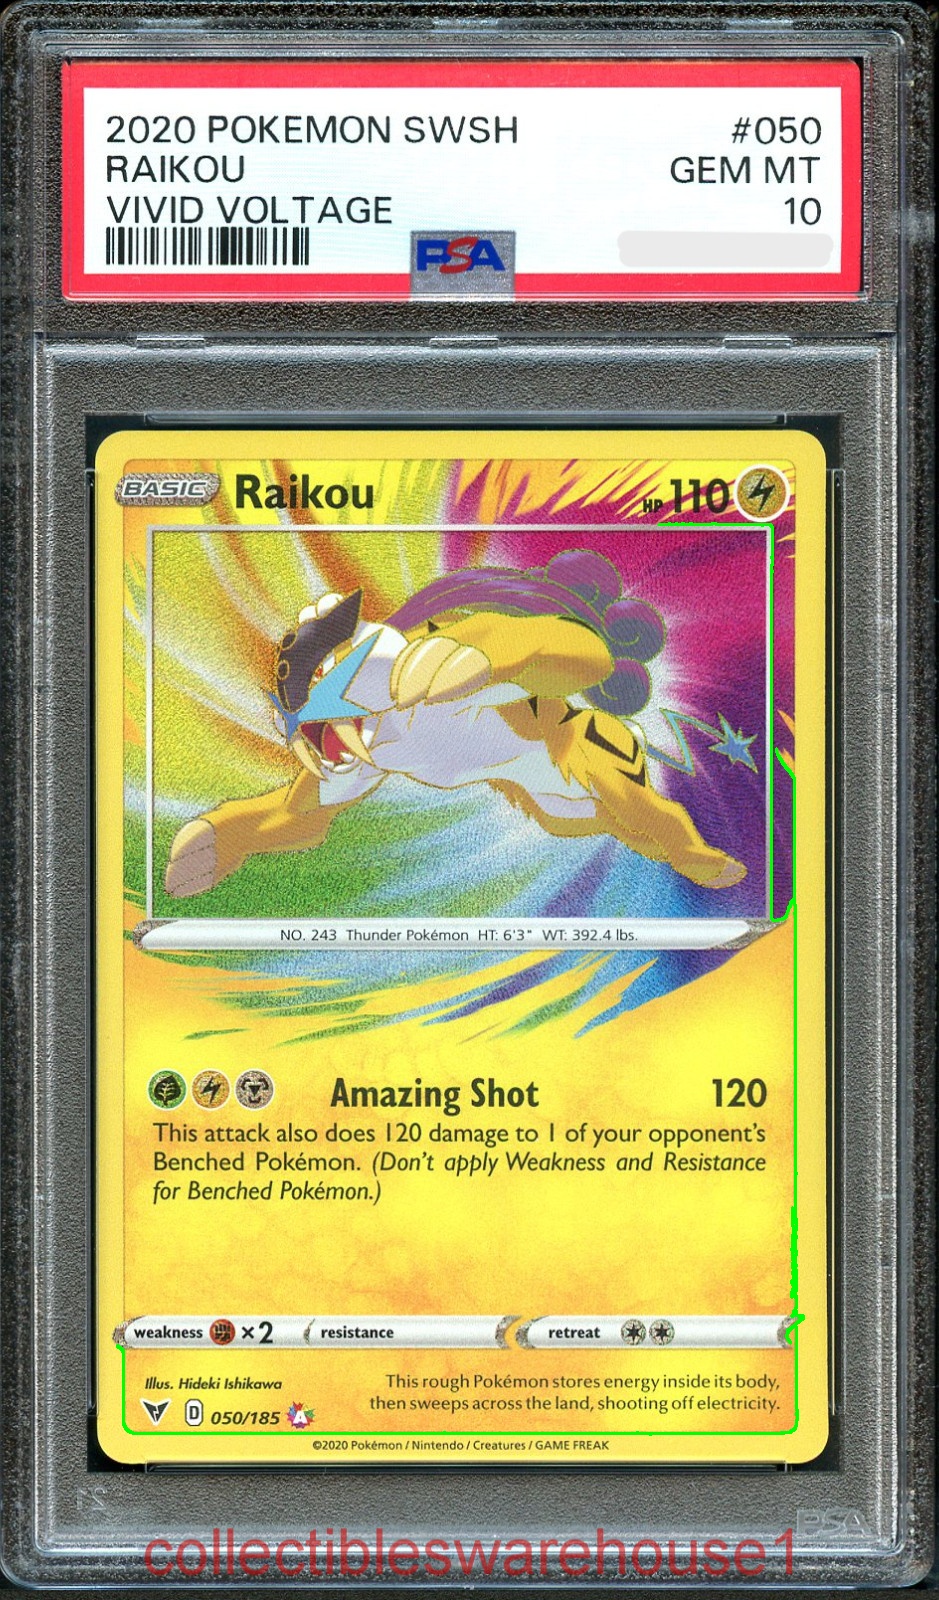 2020 POKEMON SWSH #050
RAIKOU GEM MT
VIVID VOLTAGE 10
PSA
BASIC Raikou HP 110
NO. 243 Thunder Pokémon HT: 6'3" WT: 392.4 lbs.
Amazing Shot 120
This attack also does 120 damage to 1 of your opponent's
Benched Pokémon. (Don't apply Weakness and Resistance
for Benched Pokémon.)
weakness ×2 resistance retreat
Illus. Hideki Ishikawa
This rough Pokémon stores energy inside its body,
then sweeps across the land, shooting off electricity.
D 050/185 A
©2020 Pokémon / Nintendo / Creatures / GAME FREAK
PSA
collectibleswarehouse1